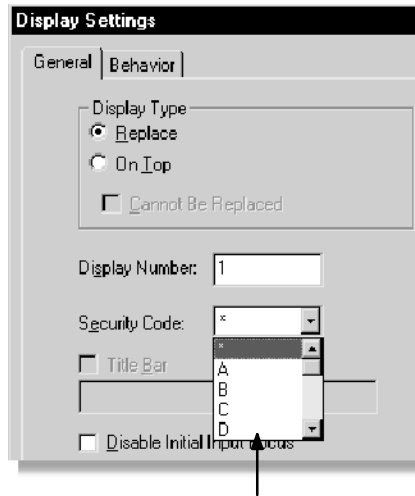 Display Settings
General Behavior
Display Type
Replace
On Top
Cannot Be Replaced
Display Number: 1
Security Code: *
*
Title Bar
A
B
C
D
Disable Initial Input Focus